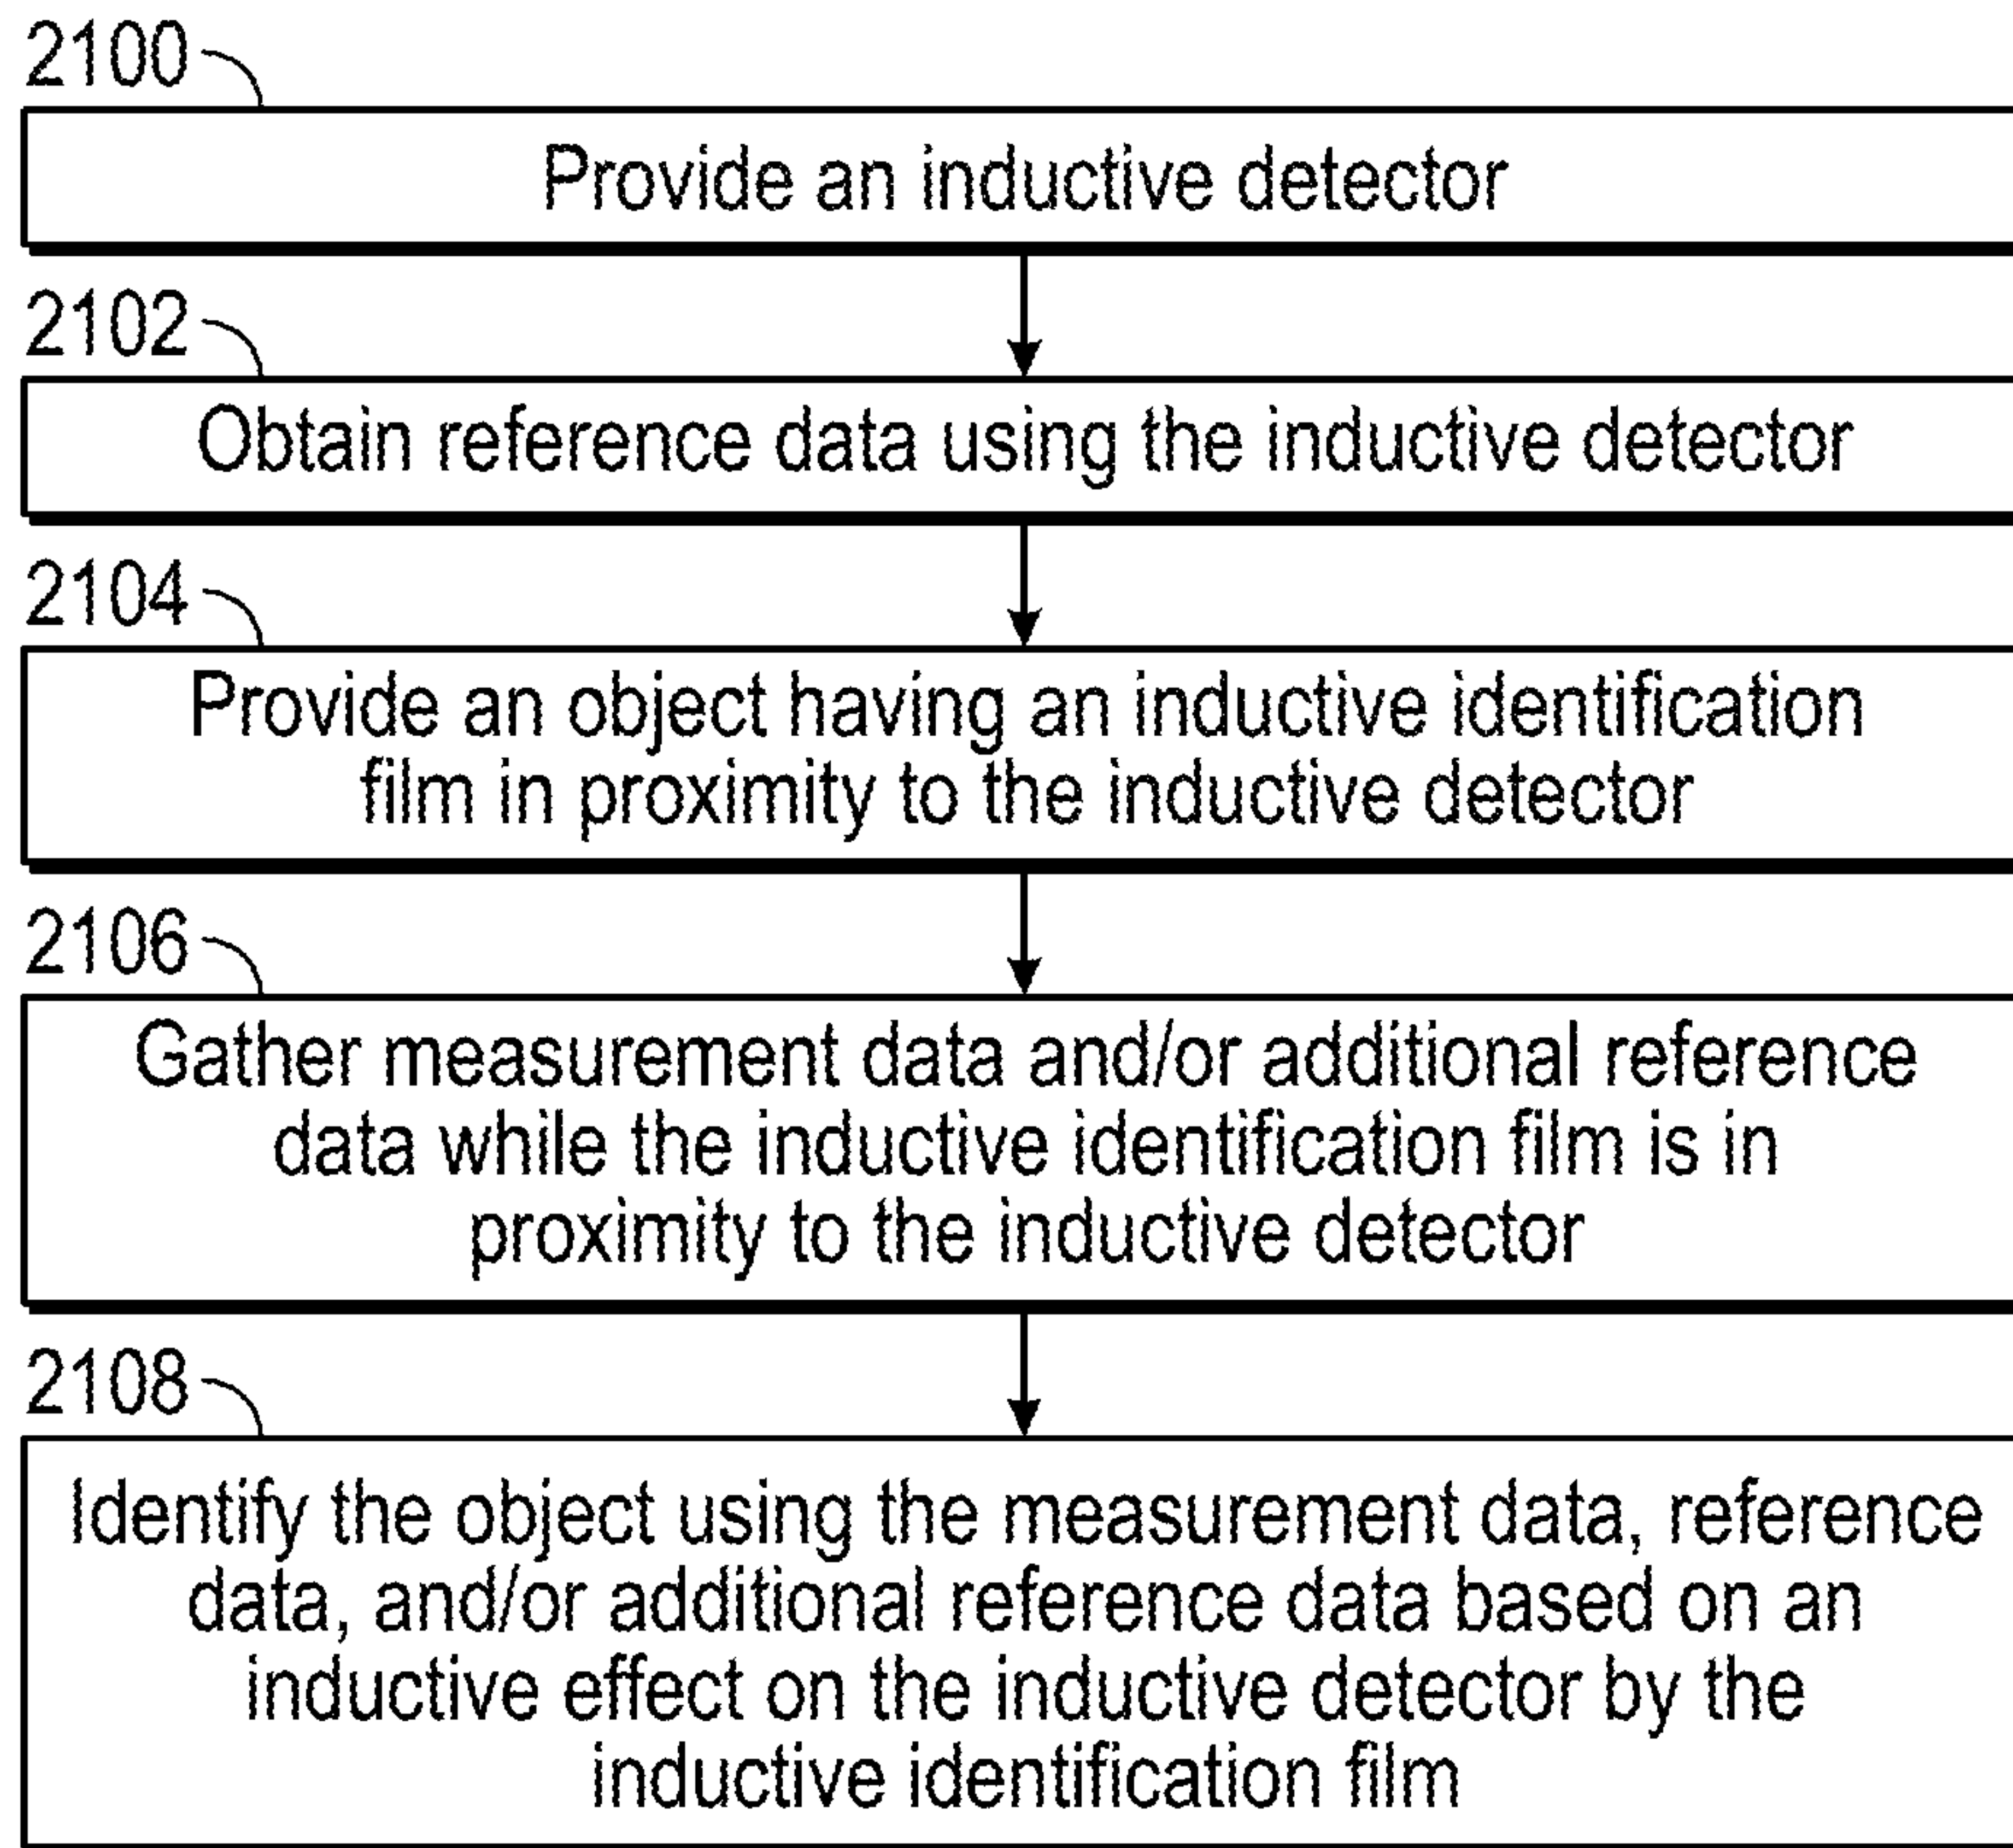 2100
Provide an inductive detector
2102
Obtain reference data using the inductive detector
2104
Provide an object having an inductive identification
film in proximity to the inductive detector
2106
Gather measurement data and/or additional reference
data while the inductive identification film is in
proximity to the inductive detector
2108
Identify the object using the measurement data, reference
data, and/or additional reference data based on an
inductive effect on the inductive detector by the
inductive identification film